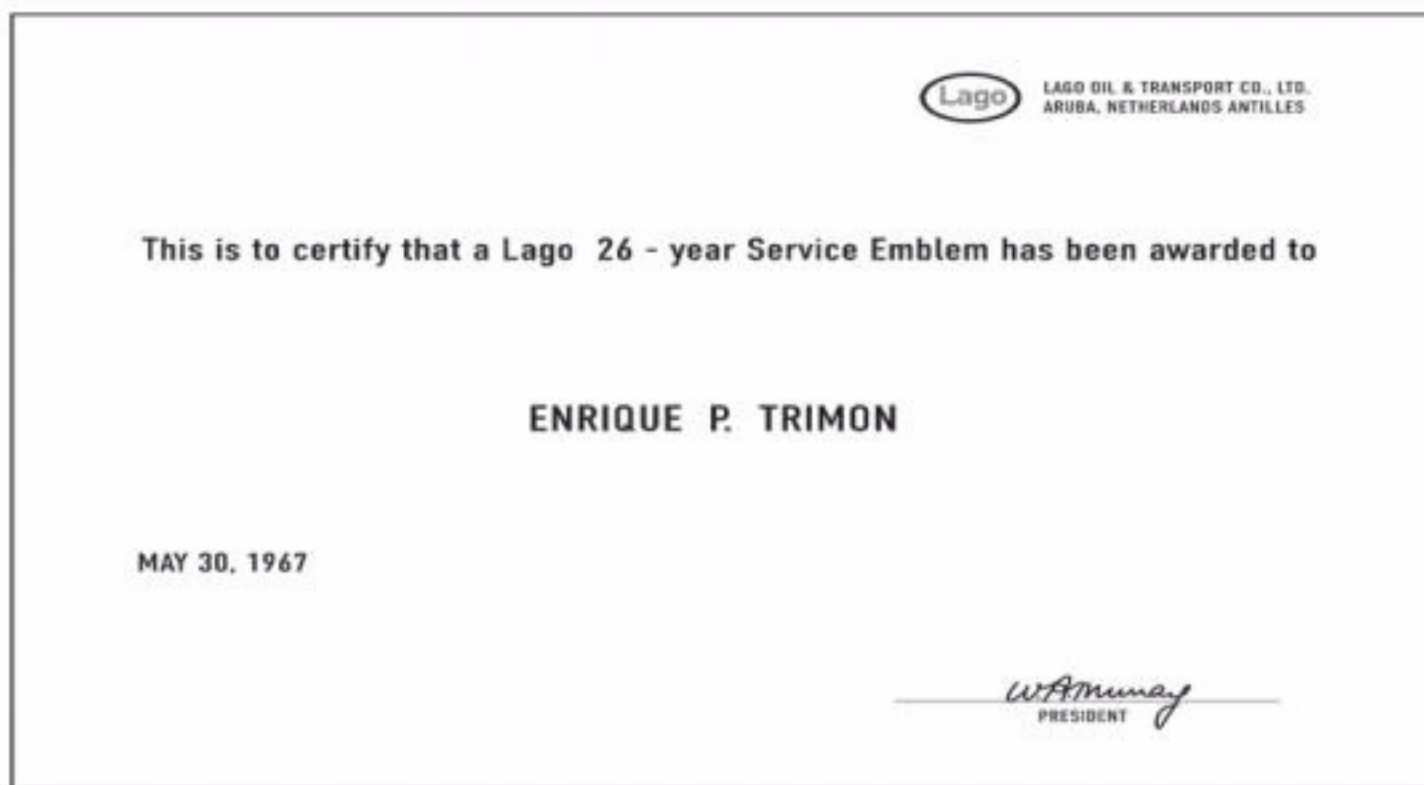 Lago
LAGO OIL & TRANSPORT CO., LTD.
ARUBA, NETHERLANDS ANTILLES
This is to certify that a Lago 26 - year Service Emblem has been awarded to
ENRIQUE P. TRIMON
MAY 30, 1967
W.A. Murray
PRESIDENT